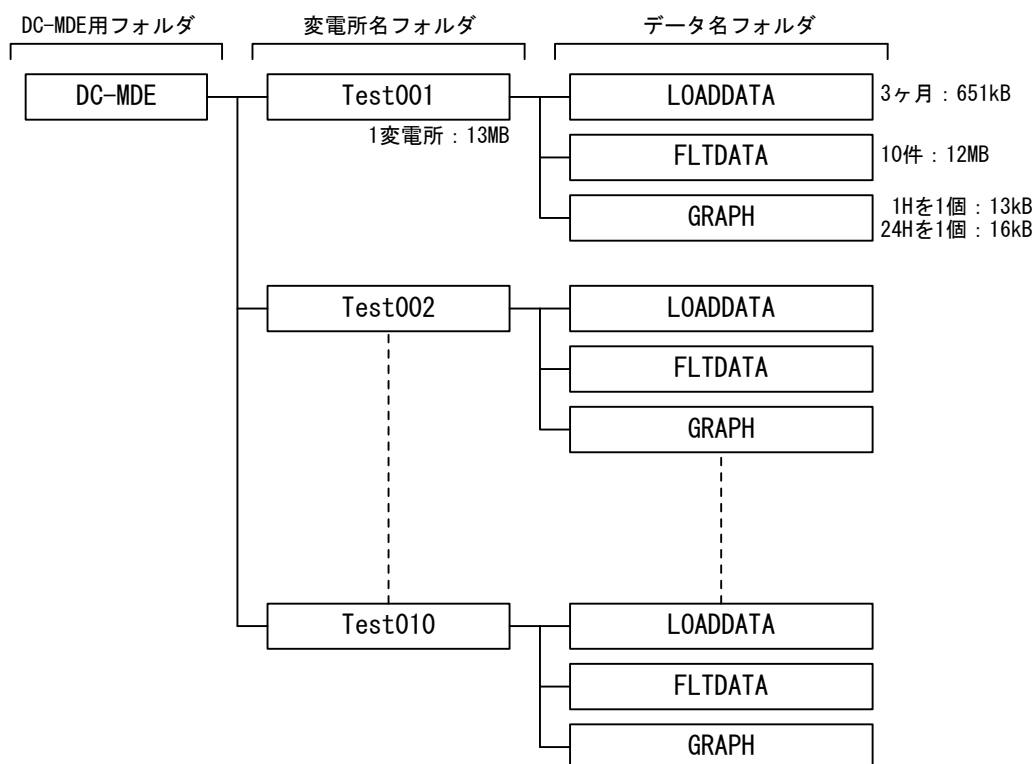 DC-MDE用フォルダ
変電所名フォルダ
データ名フォルダ
DC-MDE
Test001
LOADDATA
3ヶ月：651kB
1変電所：13MB
FLTDATA
10件：12MB
GRAPH
1Hを1個：13kB
24Hを1個：16kB
Test002
LOADDATA
FLTDATA
GRAPH
Test010
LOADDATA
FLTDATA
GRAPH